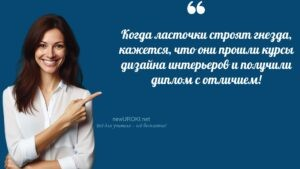 ❝
Когда ласточки строят гнезда,
кажется, что они прошли курсы
дизайна интерьеров и получили
диплом с отличием!
newUROKI.net
всё для учителя – всё бесплатно!